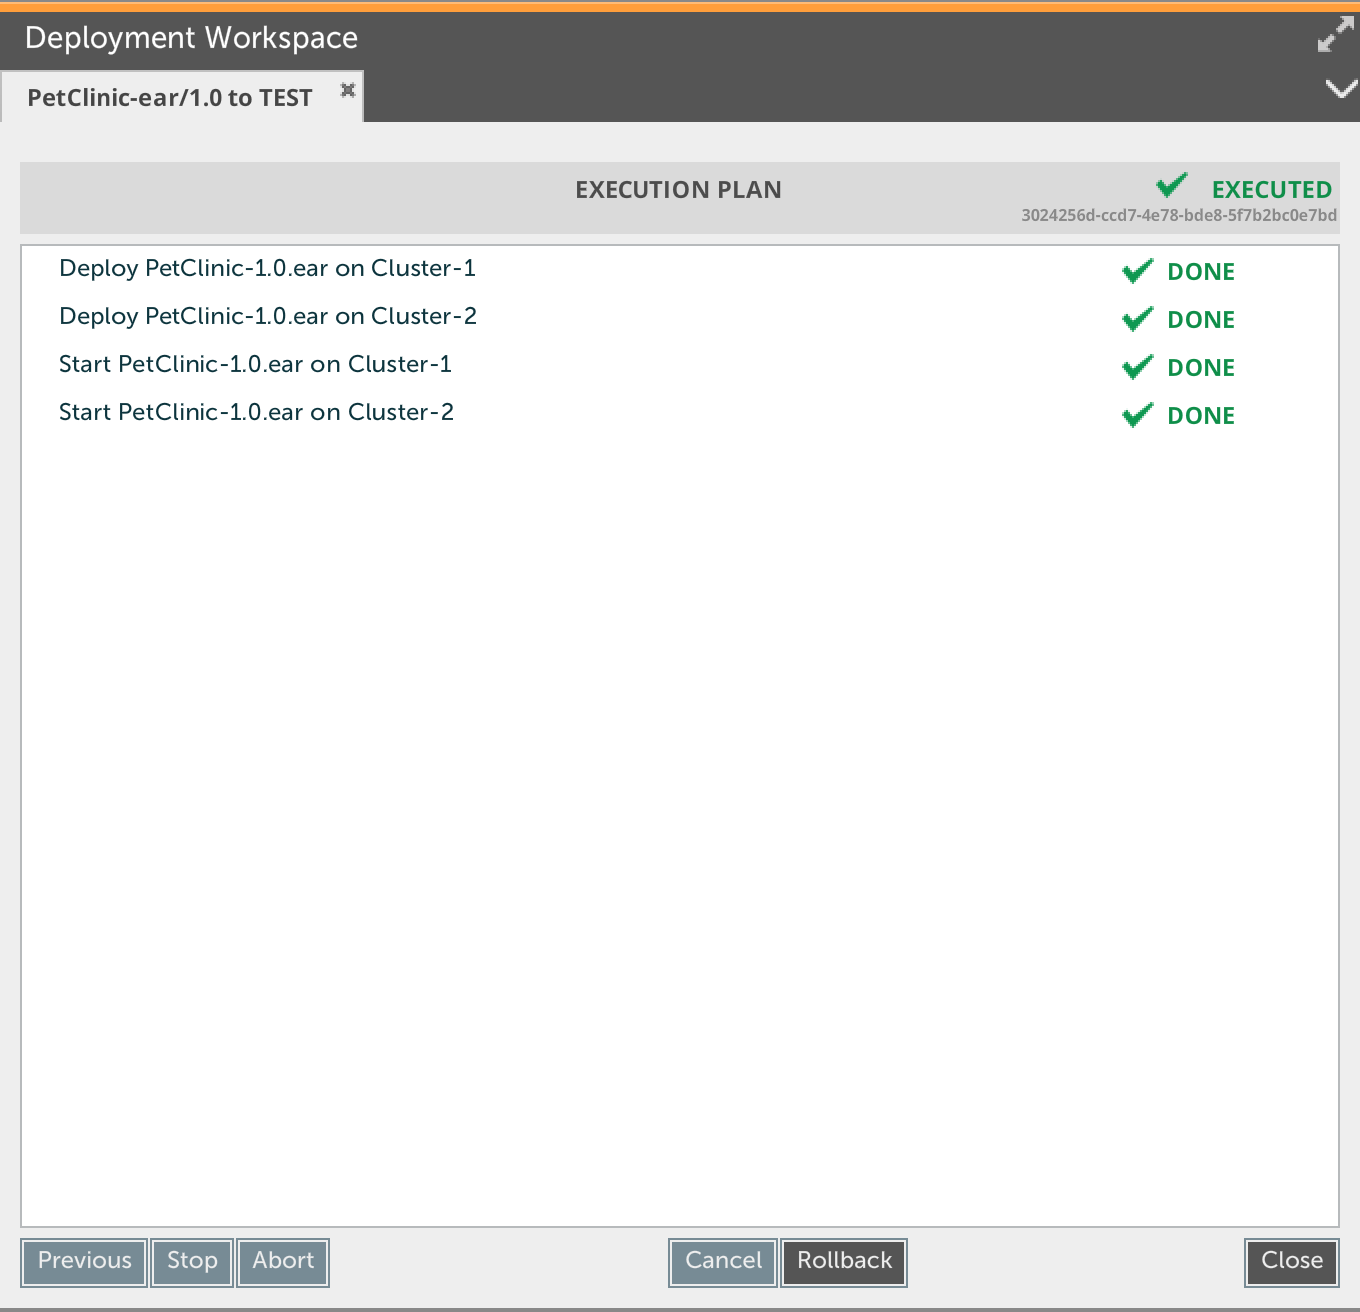 Deployment Workspace
PetClinic-ear/1.0 to TEST
EXECUTION PLAN
EXECUTED
3024256d-ccd7-4e78-bde8-5f7b2bc0e7bd
Deploy PetClinic-1.0.ear on Cluster-1 DONE
Deploy PetClinic-1.0.ear on Cluster-2 DONE
Start PetClinic-1.0.ear on Cluster-1 DONE
Start PetClinic-1.0.ear on Cluster-2 DONE
Previous Stop Abort Cancel Rollback Close